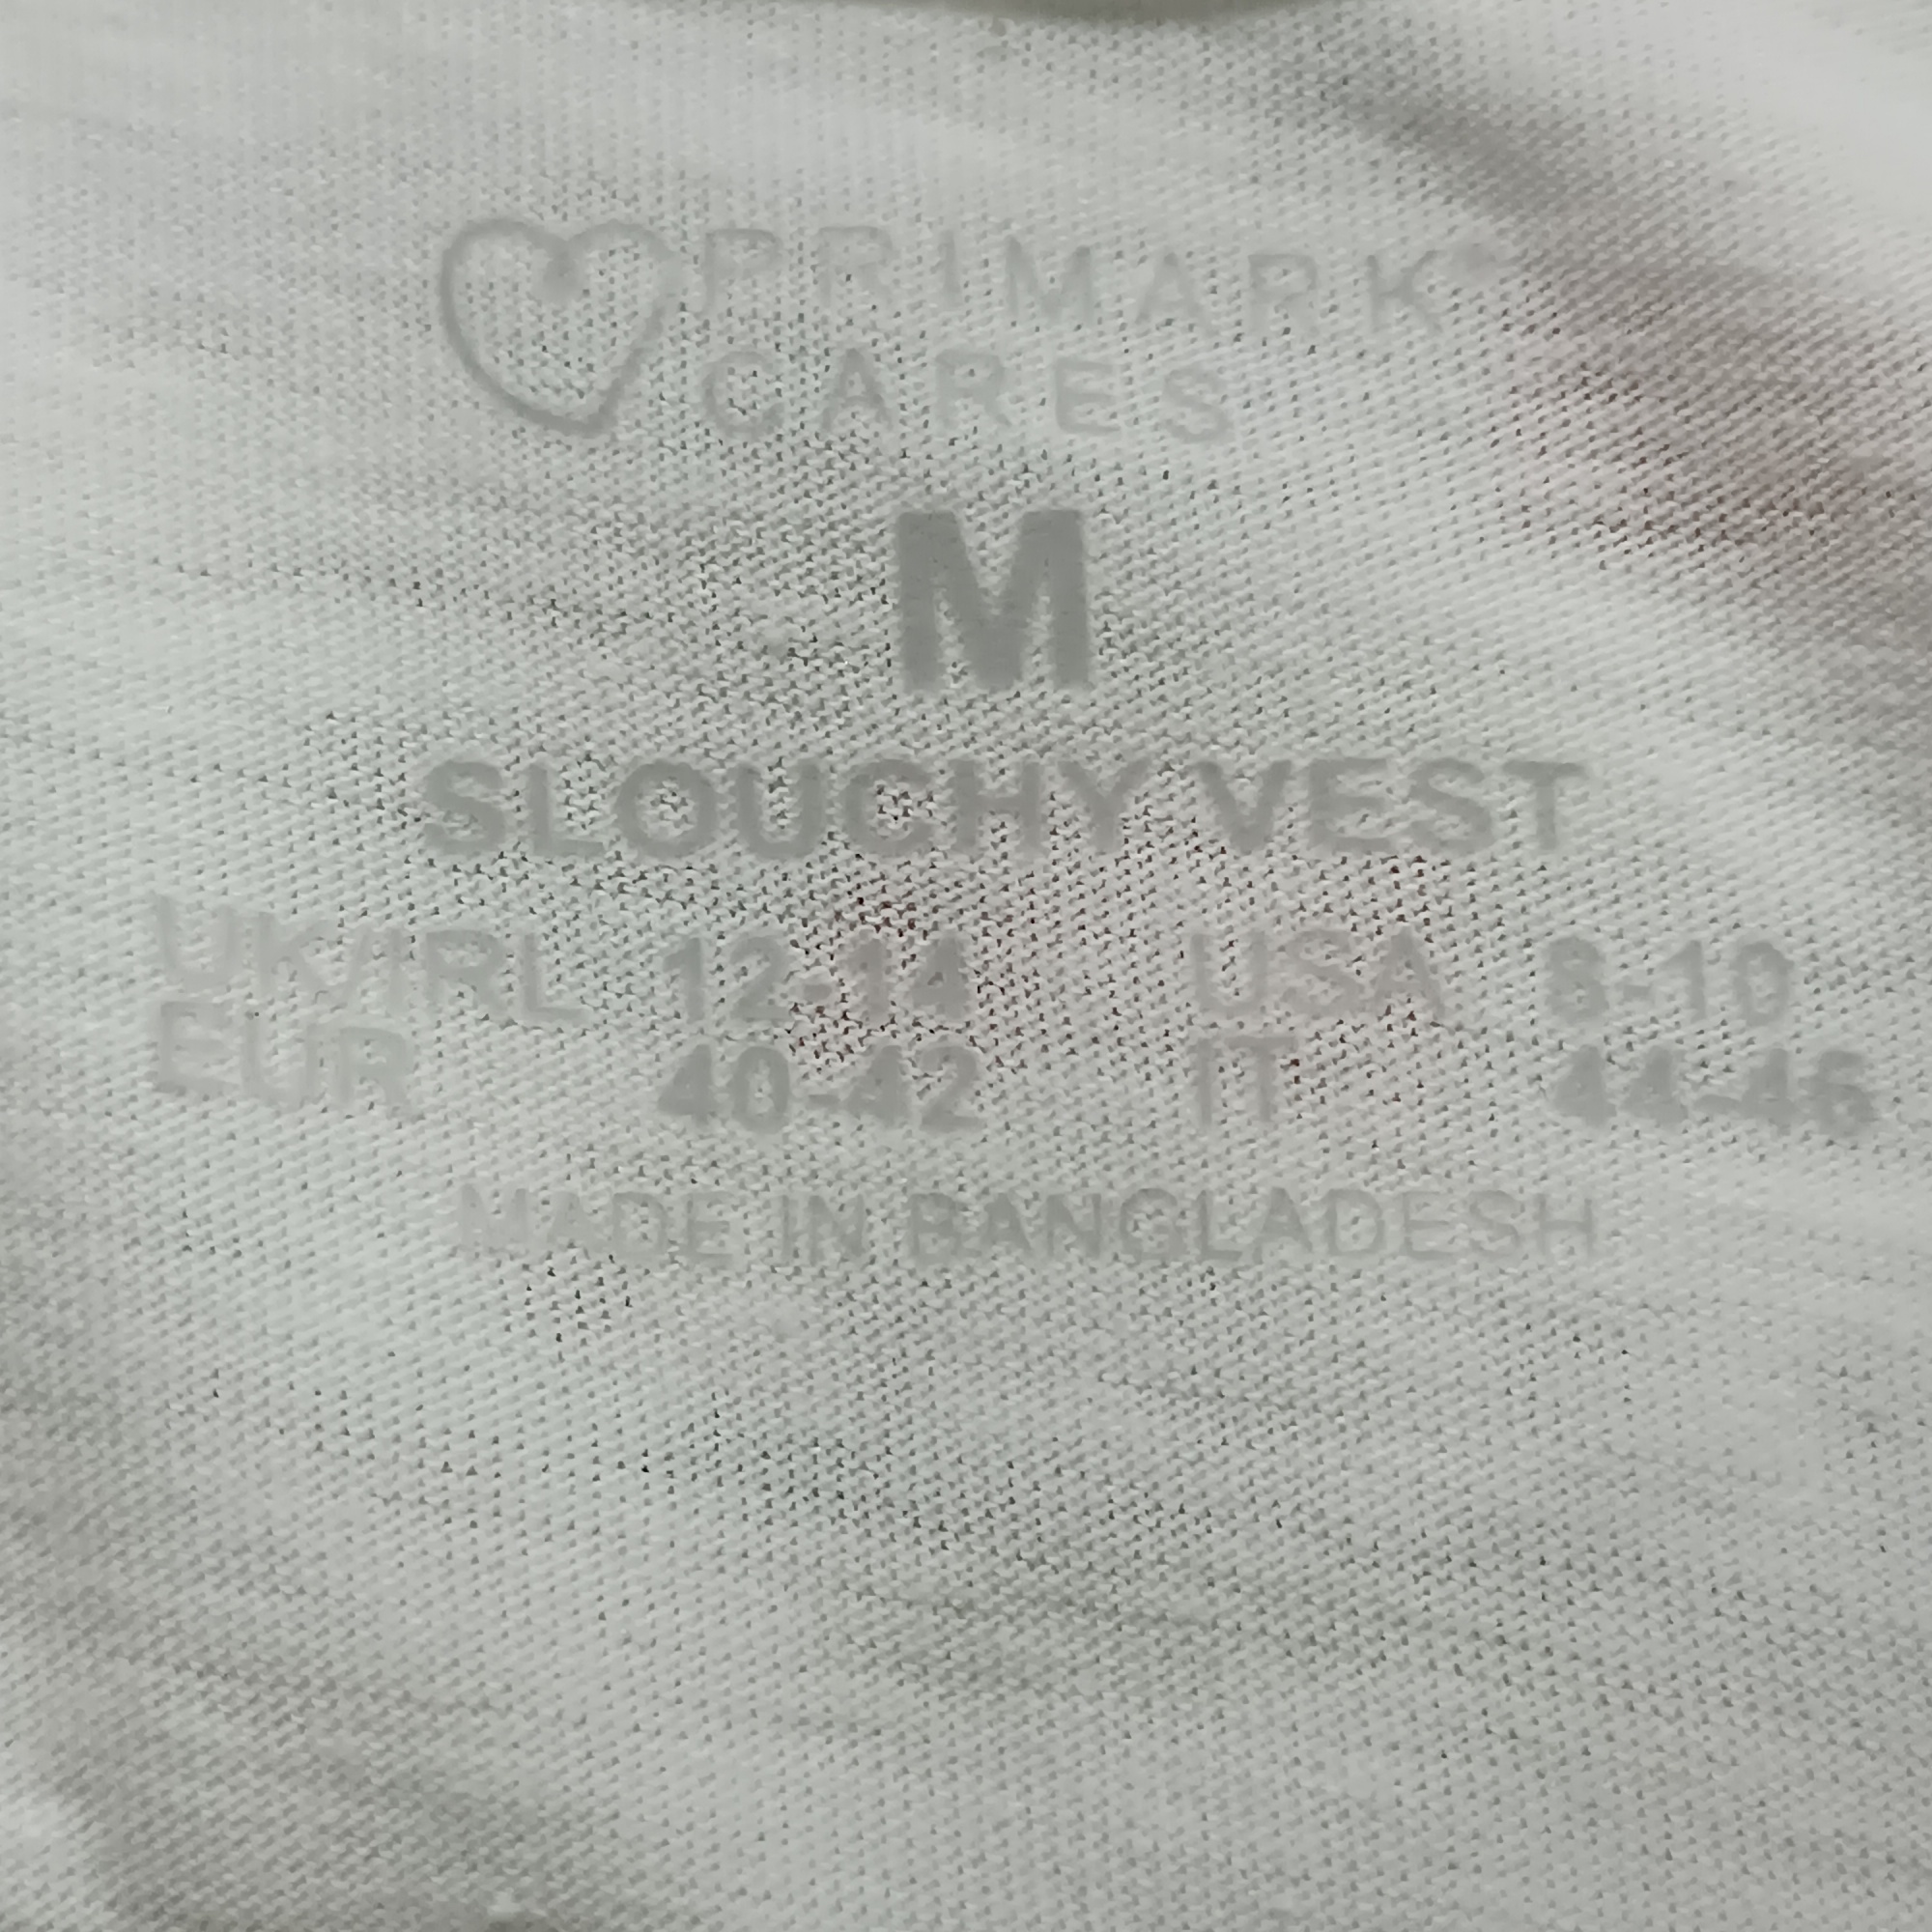 PRIMARK®
CARES
M
SLOUCHY VEST
UK/IRL 12-14 USA 8-10
EUR 40-42 IT 44-46
MADE IN BANGLADESH